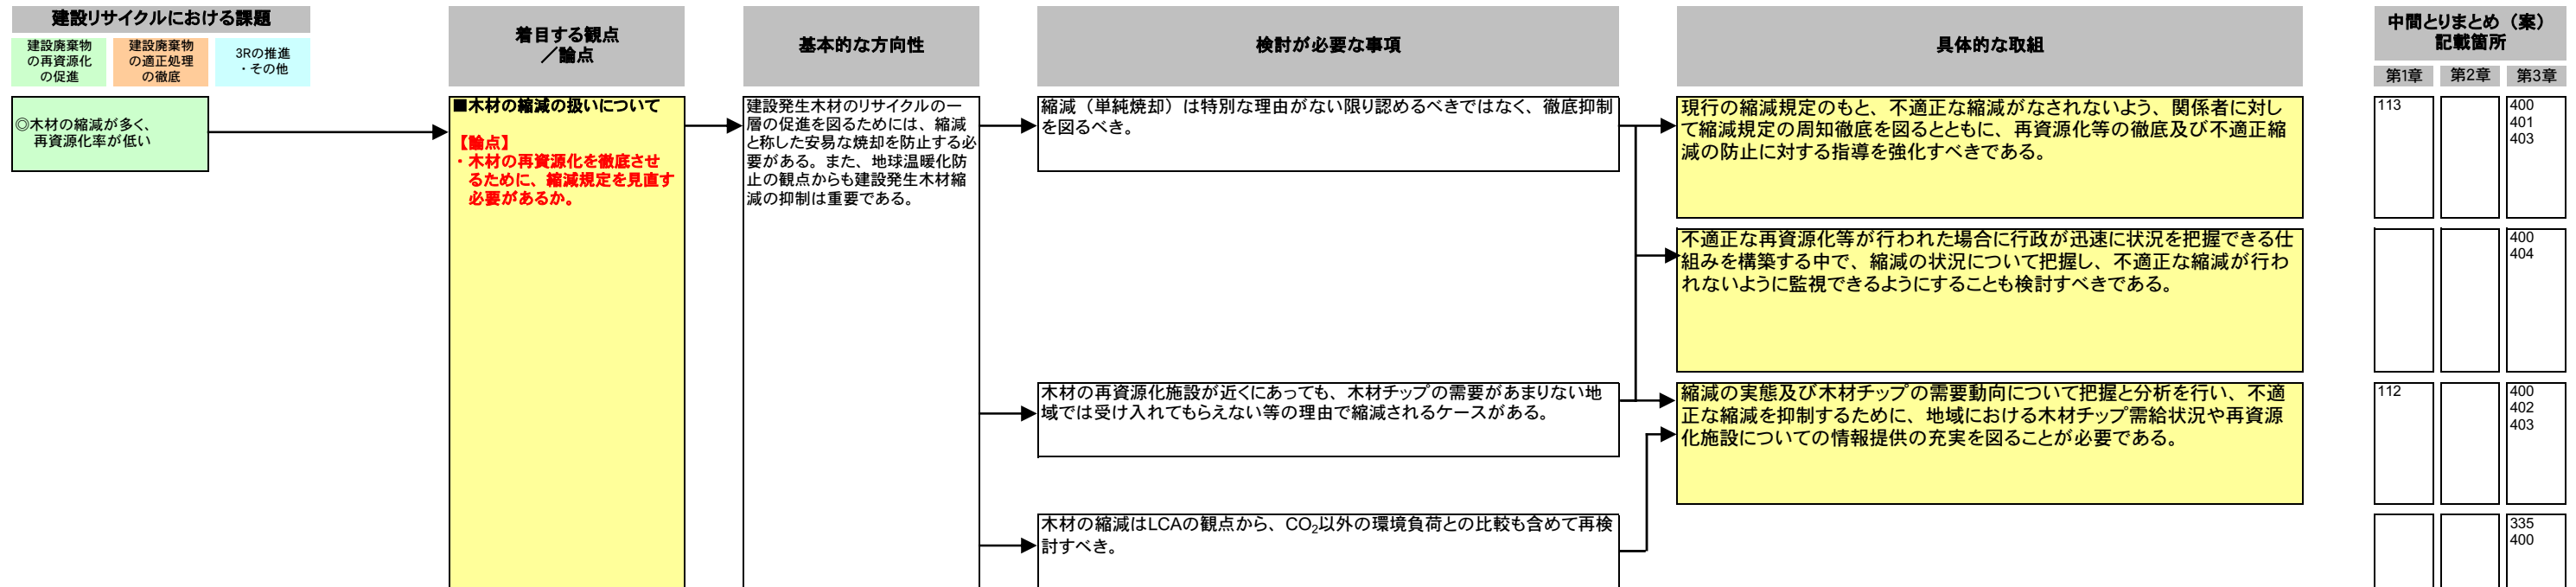 建設リサイクルにおける課題
建設廃棄物
の再資源化
の促進
建設廃棄物
の適正処理
の徹底
3Rの推進
・その他
着目する観点
／論点
基本的な方向性
検討が必要な事項
具体的な取組
中間とりまとめ（案）
記載箇所
第1章
第2章
第3章
◎木材の縮減が多く、
再資源化率が低い
■木材の縮減の扱いについて
【論点】
・木材の再資源化を徹底させ
るために、縮減規定を見直す
必要があるか。
建設発生木材のリサイクルの一
層の促進を図るためには、縮減
と称した安易な焼却を防止する必
要がある。また、地球温暖化防
止の観点からも建設発生木材縮
減の抑制は重要である。
縮減（単純焼却）は特別な理由がない限り認めるべきではなく、徹底抑制
を図るべき。
現行の縮減規定のもと、不適正な縮減がなされないよう、関係者に対し
て縮減規定の周知徹底を図るとともに、再資源化等の徹底及び不適正縮
減の防止に対する指導を強化すべきである。
113
400
401
403
不適正な再資源化等が行われた場合に行政が迅速に状況を把握できる仕
組みを構築する中で、縮減の状況について把握し、不適正な縮減が行わ
れないように監視できるようにすることも検討すべきである。
400
404
木材の再資源化施設が近くにあっても、木材チップの需要があまりない地
域では受け入れてもらえない等の理由で縮減されるケースがある。
縮減の実態及び木材チップの需要動向について把握と分析を行い、不適
正な縮減を抑制するために、地域における木材チップ需給状況や再資源
化施設についての情報提供の充実を図ることが必要である。
112
400
402
403
木材の縮減はLCAの観点から、CO₂以外の環境負荷との比較も含めて再検
討すべき。
335
400